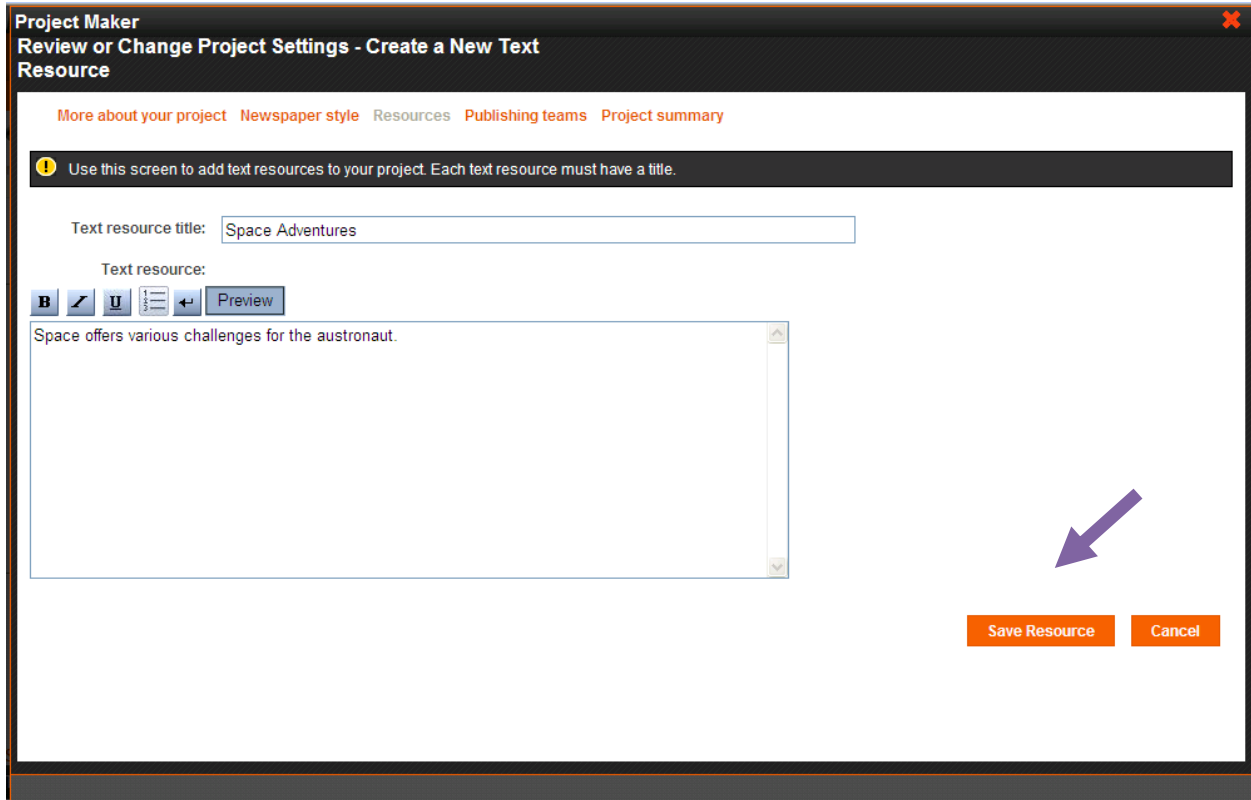 Project Maker
Review or Change Project Settings - Create a New Text
Resource
More about your project Newspaper style Resources Publishing teams Project summary
Use this screen to add text resources to your project. Each text resource must have a title.
Text resource title: Space Adventures
Text resource:
B I U Preview
Space offers various challenges for the austronaut.
Save Resource Cancel